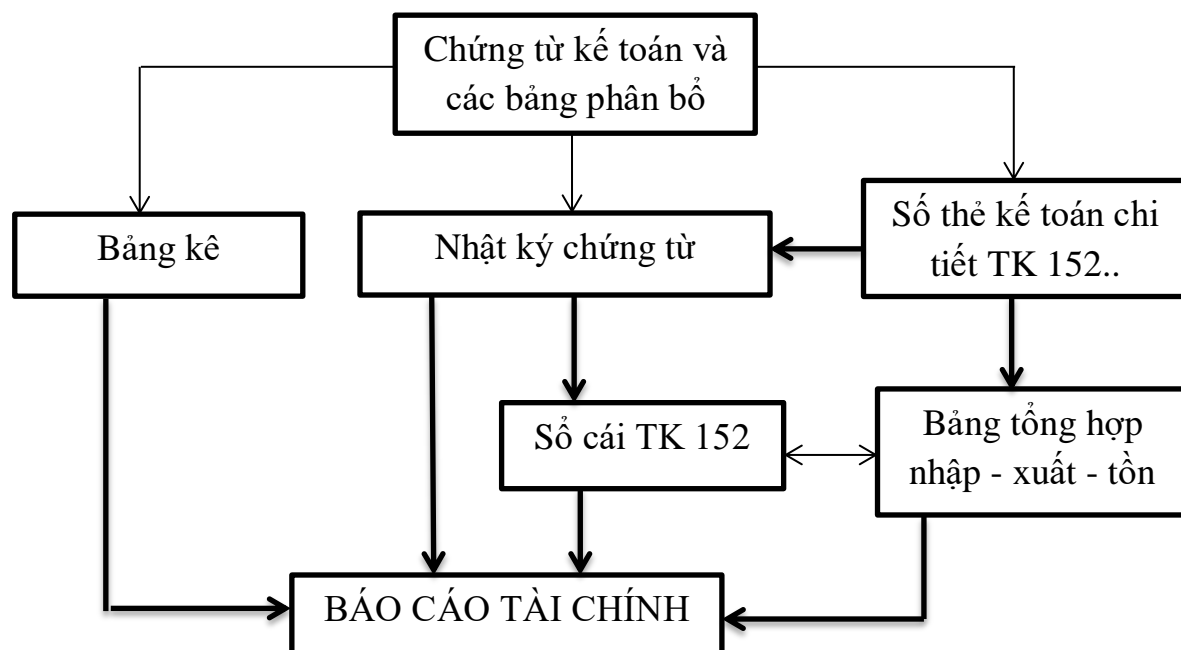 Chứng từ kế toán và
các bảng phân bổ
Bảng kê
Nhật ký chứng từ
Số thẻ kế toán chi
tiết TK 152..
Sổ cái TK 152
Bảng tổng hợp
nhập - xuất - tồn
BÁO CÁO TÀI CHÍNH